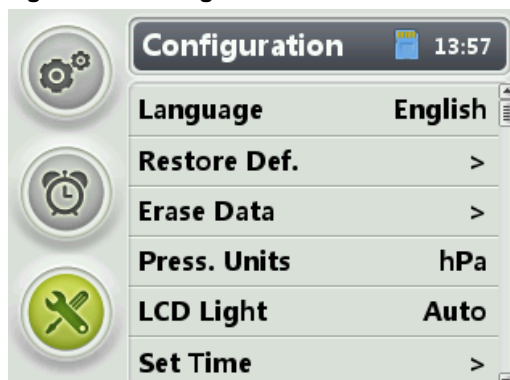 Configuration 13:57
Language English
Restore Def. >
Erase Data >
Press. Units hPa
LCD Light Auto
Set Time >